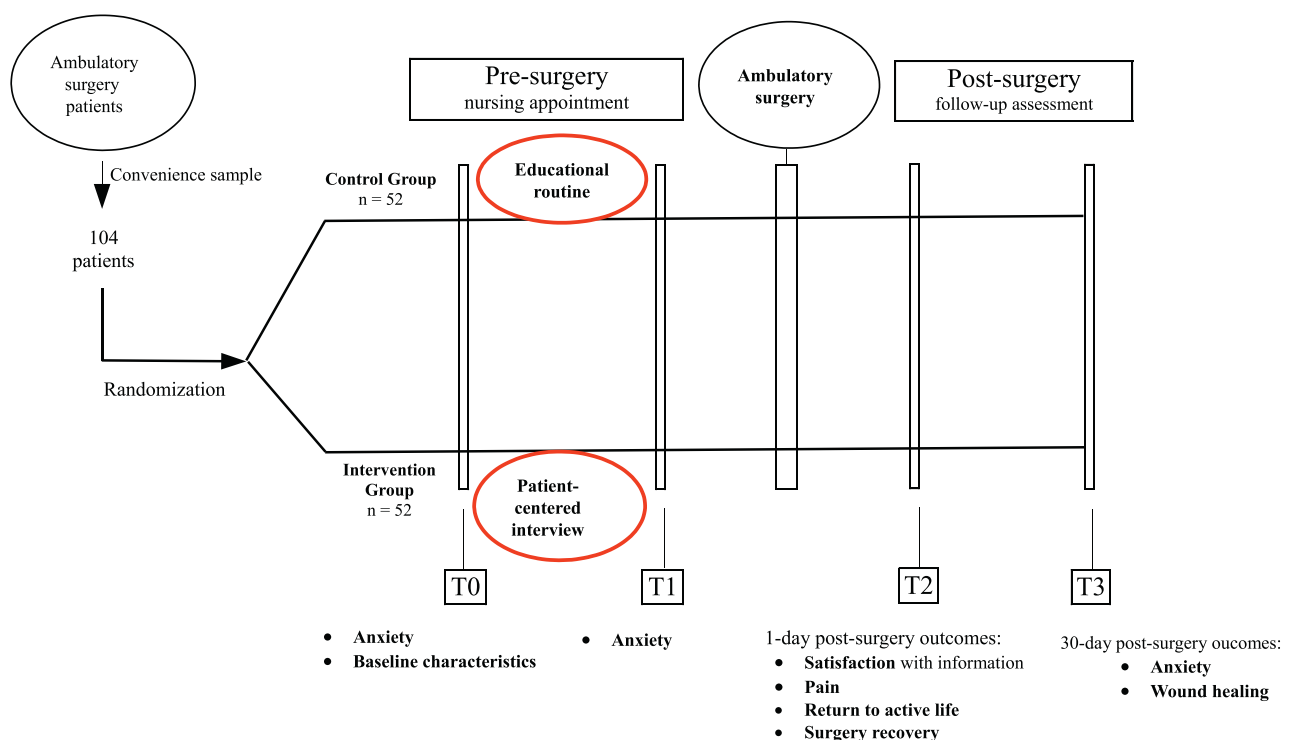 Ambulatory
surgery
patients
Convenience sample
104
patients
Randomization
Pre-surgery
nursing appointment
Ambulatory
surgery
Post-surgery
follow-up assessment
Control Group
n = 52
Educational
routine
Intervention
Group
n = 52
Patient-
centered
interview
T0
T1
T2
T3
• Anxiety
• Baseline characteristics
• Anxiety
1-day post-surgery outcomes:
• Satisfaction with information
• Pain
• Return to active life
• Surgery recovery
30-day post-surgery oucomes:
• Anxiety
• Wound healing